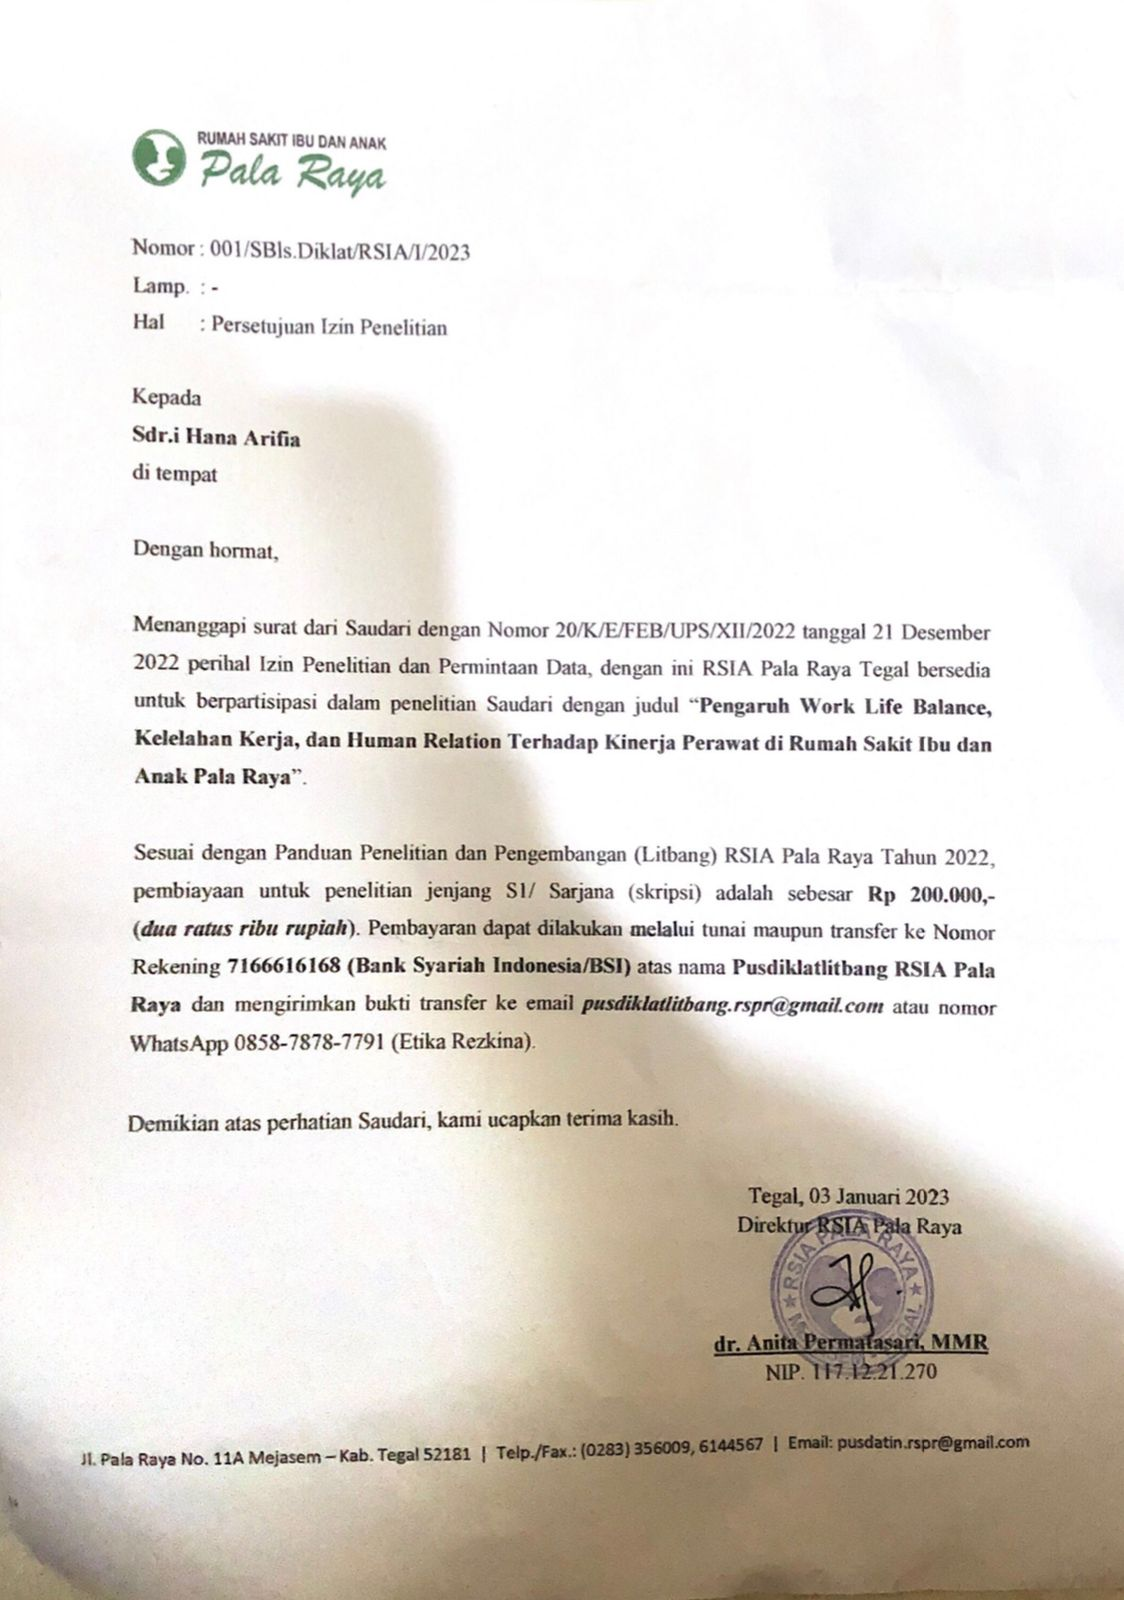 RUMAH SAKIT IBU DAN ANAK
Pala Raya
Nomor : 001/SBls.Diklat/RSIA/I/2023
Lamp. : -
Hal : Persetujuan Izin Penelitian
Kepada
Sdr.i Hana Arifia
di tempat
Dengan hormat,
Menanggapi surat dari Saudari dengan Nomor 20/K/E/FEB/UPS/XII/2022 tanggal 21 Desember
2022 perihal Izin Penelitian dan Permintaan Data, dengan ini RSIA Pala Raya Tegal bersedia
untuk berpartisipasi dalam penelitian Saudari dengan judul “Pengaruh Work Life Balance,
Kelelahan Kerja, dan Human Relation Terhadap Kinerja Perawat di Rumah Sakit Ibu dan
Anak Pala Raya”.
Sesuai dengan Panduan Penelitian dan Pengembangan (Litbang) RSIA Pala Raya Tahun 2022,
pembiayaan untuk penelitian jenjang S1/ Sarjana (skripsi) adalah sebesar Rp 200.000,-
(dua ratus ribu rupiah). Pembayaran dapat dilakukan melalui tunai maupun transfer ke Nomor
Rekening 7166616168 (Bank Syariah Indonesia/BSI) atas nama Pusdiklatlitbang RSIA Pala
Raya dan mengirimkan bukti transfer ke email pusdiklatlitbang.rspr@gmail.com atau nomor
WhatsApp 0858-7878-7791 (Etika Rezkina).
Demikian atas perhatian Saudari, kami ucapkan terima kasih.
Tegal, 03 Januari 2023
Direktur RSIA Pala Raya
RSIA PALA RAYA
dr. Anita Permatasari, MMR
NIP. 117.12.21.270
Jl. Pala Raya No. 11A Mejasem – Kab. Tegal 52181 | Telp./Fax.: (0283) 356009, 6144567 | Email: pusdatin.rspr@gmail.com